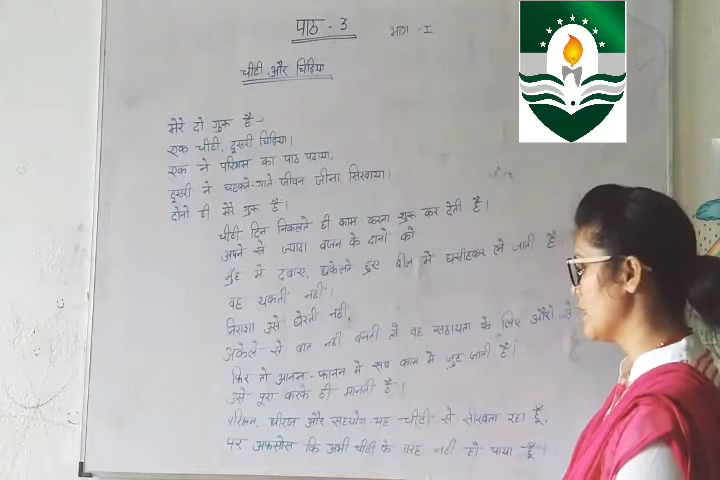 पाठ - 3
भाग - I
चींटी और चिड़िया
मेरे दो गुरू है -
एक चींटी, दूसरी चिड़िया।
एक ने परिश्रम का पाठ पढ़ाया,
दूसरी ने चहकते-गाते जीवन जीना सिखाया।
दोनों ही मेरे गुरू है।
चींटी दिन निकलते ही काम करना शुरू कर देती है।
अपने से ज्यादा वजन के दानों को
मुँह में दबाए, धकेलते हुए बील में घसीटकर ले जाती है
वह थकती नहीं।
निराशा उसे घेरती नहीं,
अकेले से बात नहीं बनती तो वह सहायता के लिए औरों से
फिर तो आनन-फानन में सब काम में जुट जाती है।
उसे पूरा करके ही मानती है।
परिश्रम, धीरज और सहयोग यह चींटी से सीखता रहा हूँ,
पर अफसोस कि अभी चींटी के तरह नहीं हो पाया हूँ।